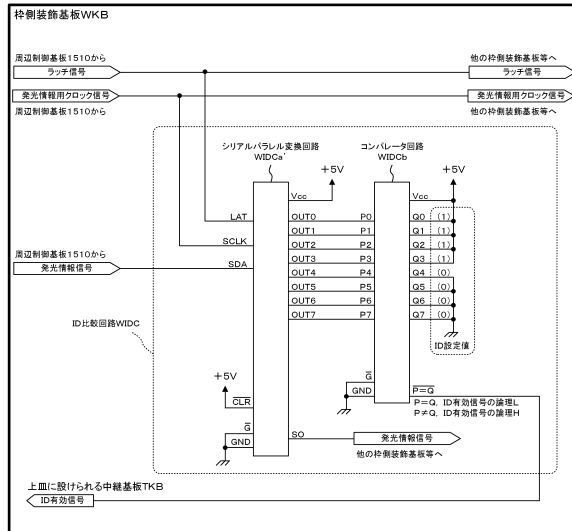 枠側装飾基板WKB
周辺制御基板1510から
ラッチ信号
発光情報用クロック信号
周辺制御基板1510から
他の枠側装飾基板等へ
ラッチ信号
発光情報用クロック信号
他の枠側装飾基板等へ
シリアルパラレル変換回路
WIDCa'
コンパレータ回路
WIDCb
+5V
+5V
Vcc
Vcc
LAT
OUT0
P0
Q0 (1)
OUT1
P1
Q1 (1)
SCLK
OUT2
P2
Q2 (1)
周辺制御基板1510から
発光情報信号
SDA
OUT3
P3
Q3 (1)
OUT4
P4
Q4 (0)
OUT5
P5
Q5 (0)
OUT6
P6
Q6 (0)
OUT7
P7
Q7 (0)
ID比較回路WIDC
ID設定値
+5V
CLR
G
GND
G
GND
P=Q
P=Q, ID有効信号の論理L
P≠Q, ID有効信号の論理H
SO
発光情報信号
他の枠側装飾基板等へ
上皿に設けられる中継基板TKB
ID有効信号